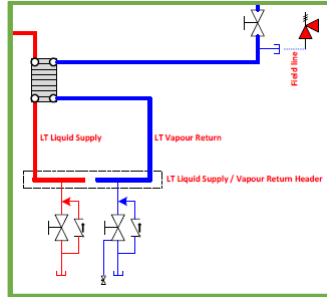 Field line
LT Liquid Supply
LT Vapour Return
LT Liquid Supply / Vapour Return Header